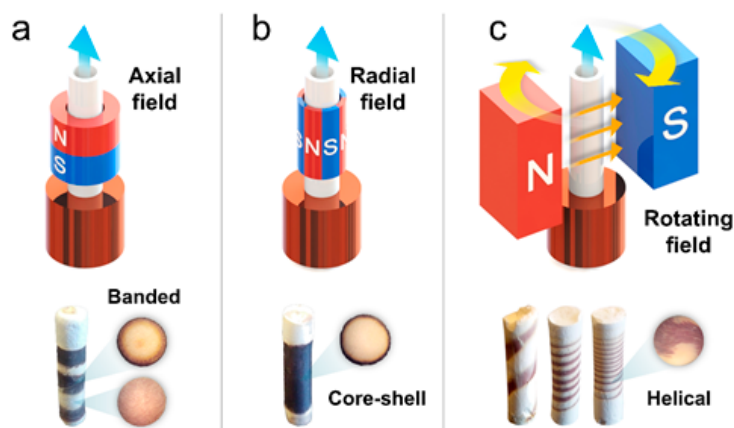 a
Axial
field
N
S
Banded
b
Radial
field
S N S N
Core-shell
c
N
S
Rotating
field
Helical